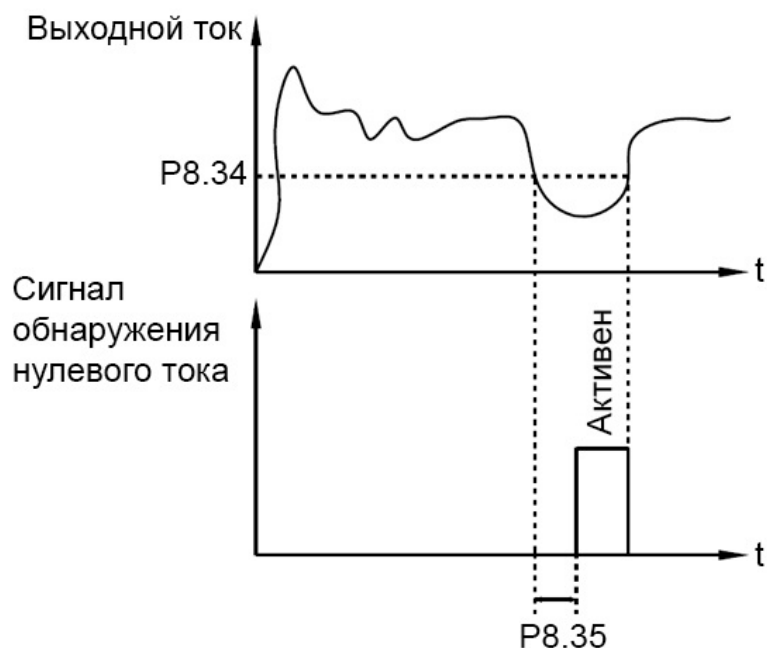 Выходной ток
P8.34
t
Сигнал
обнаружения
нулевого тока
Активен
t
P8.35